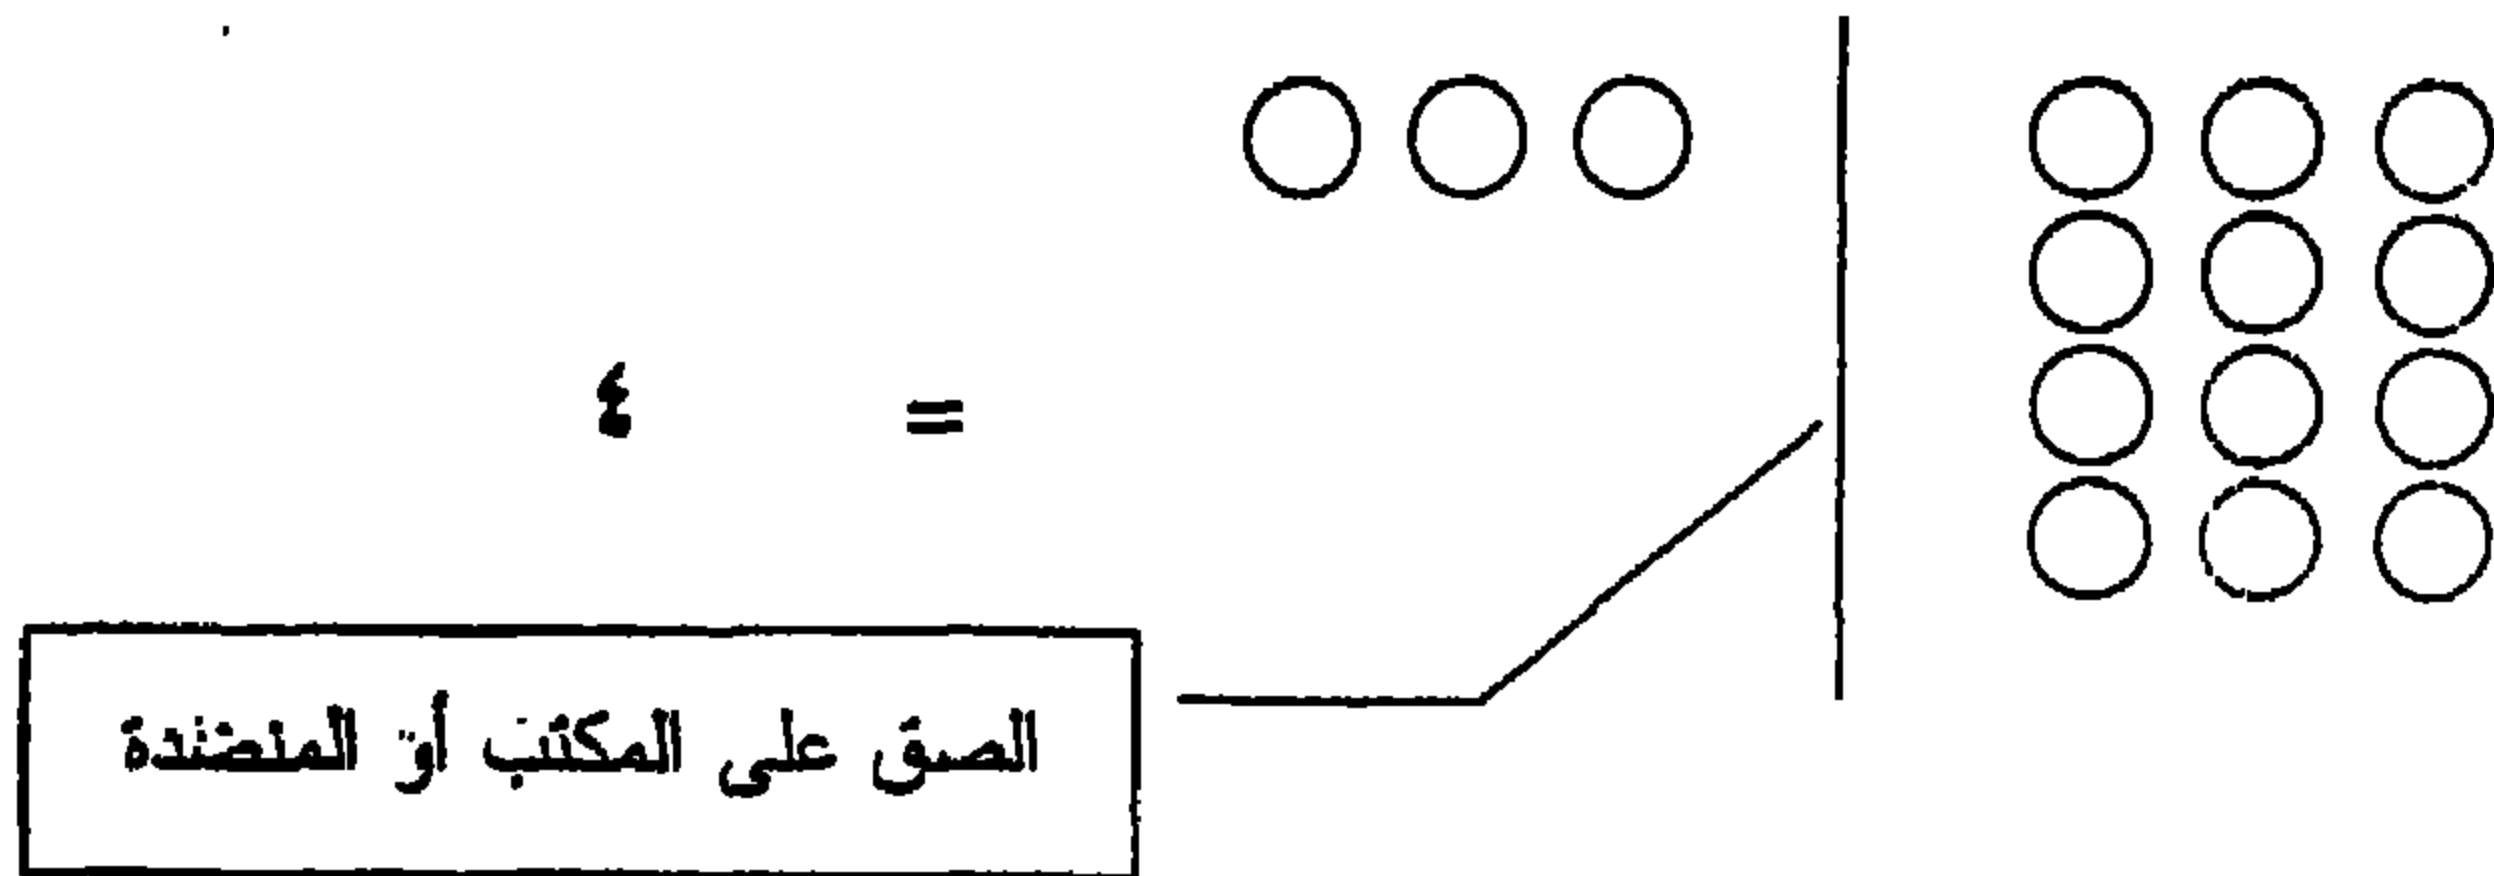 = ٤
الصق على المكتب أو المنضدة